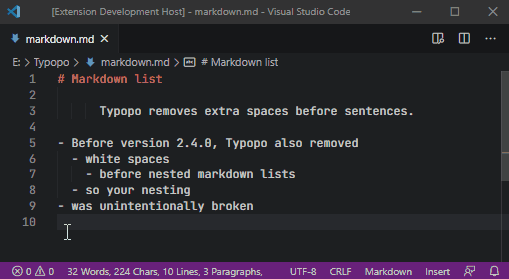 [Extension Development Host] - markdown.md - Visual Studio Code
markdown.md
E: > Typopo > markdown.md > # Markdown list
1 # Markdown list
2
3 Typopo removes extra spaces before sentences.
4
5 - Before version 2.4.0, Typopo also removed
6 - white spaces
7 - before nested markdown lists
8 - so your nesting
9 - was unintentionally broken
10
0 0 32 Words, 224 Chars, 10 Lines, 3 Paragraphs, UTF-8 CRLF Markdown Insert